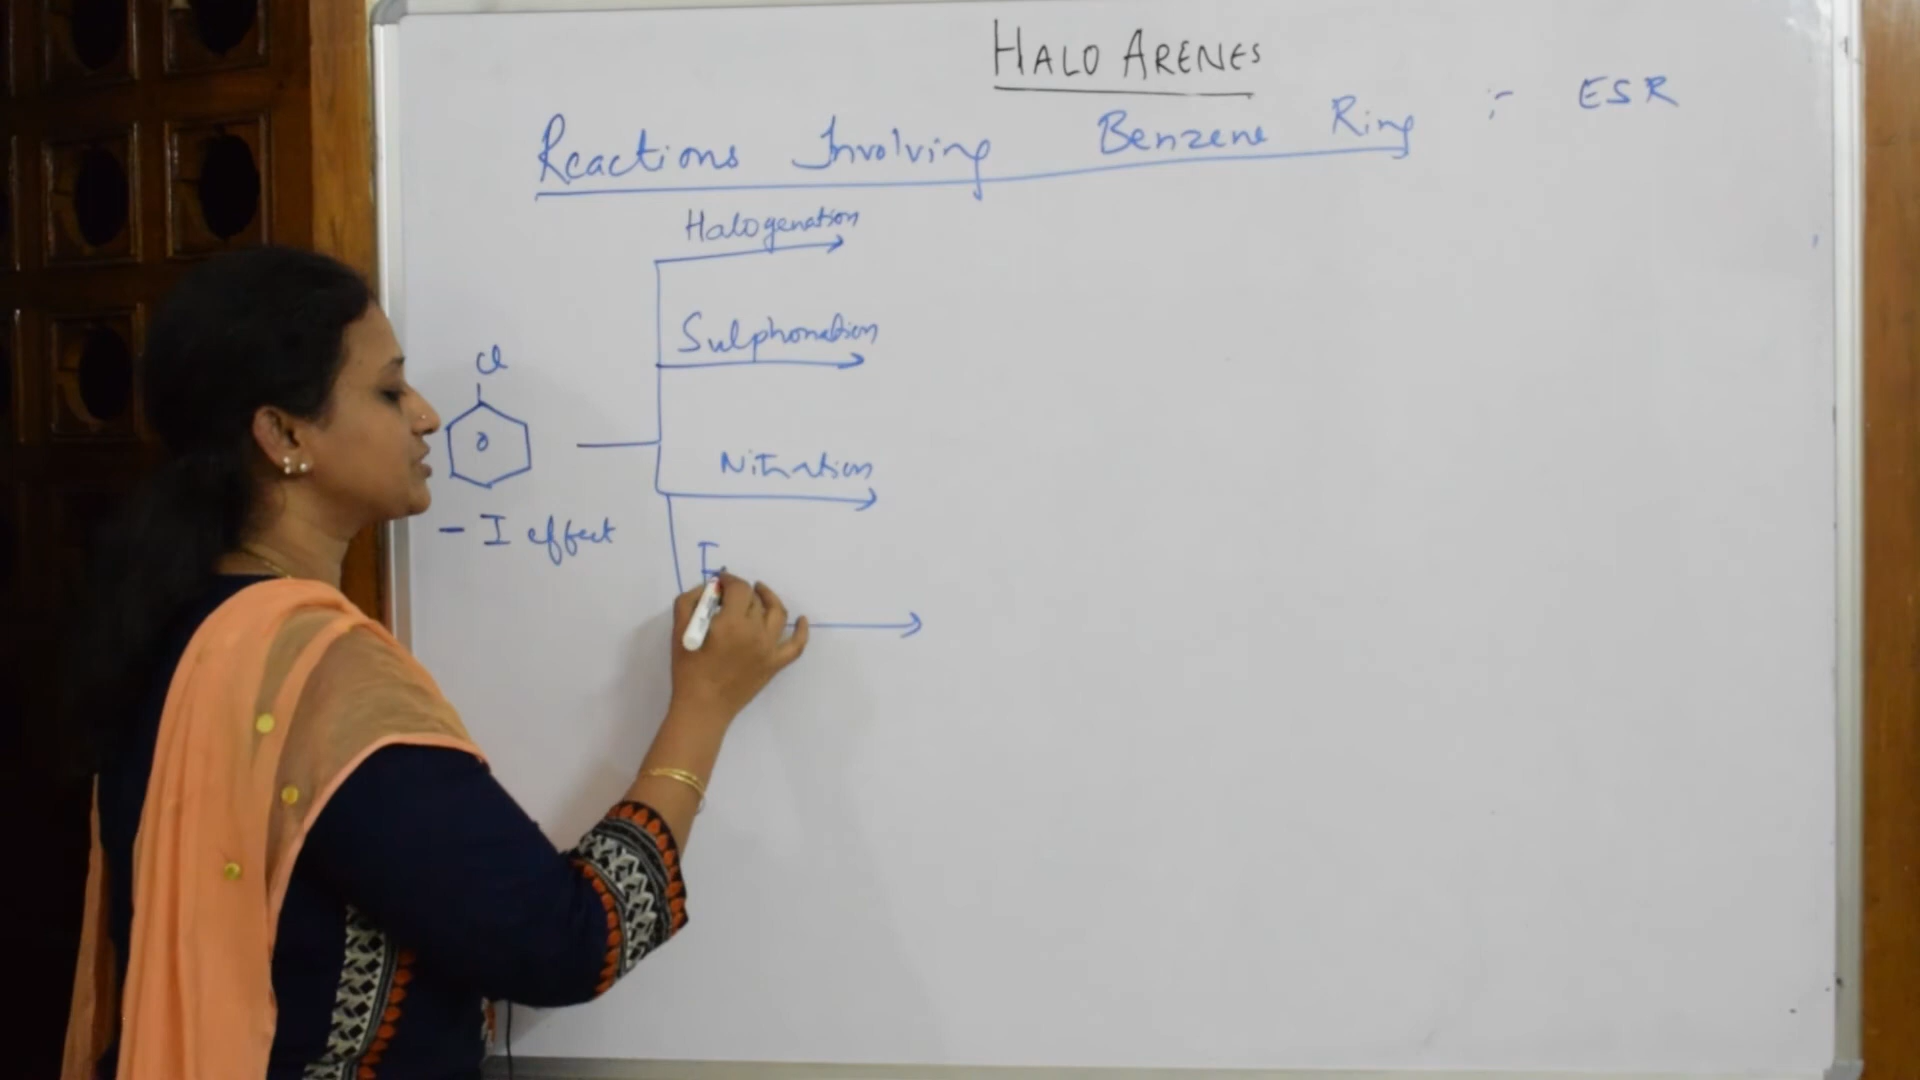 HALO ARENES
Reactions Involving Benzene Ring :- ESR
Halogenation
Sulphonation
Cl
Nitration
- I effect
F